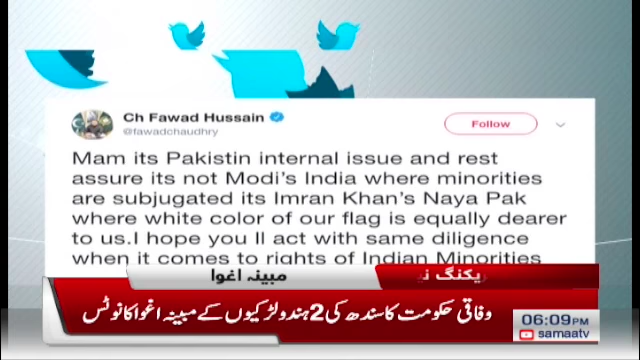 Ch Fawad Hussain
@fawadchaudhry
Follow
Mam its Pakistin internal issue and rest
assure its not Modi's India where minorities
are subjugated its Imran Khan's Naya Pak
where white color of our flag is equally dearer
to us.I hope you ll act with same diligence
when it comes to rights of Indian Minorities
مبینہ اغوا
ریکنگ نی
وفاقی حکومت کا سندھ کی 2 ہندو لڑکیوں کے مبینہ اغوا کا نوٹس
06:09PM
samaatv